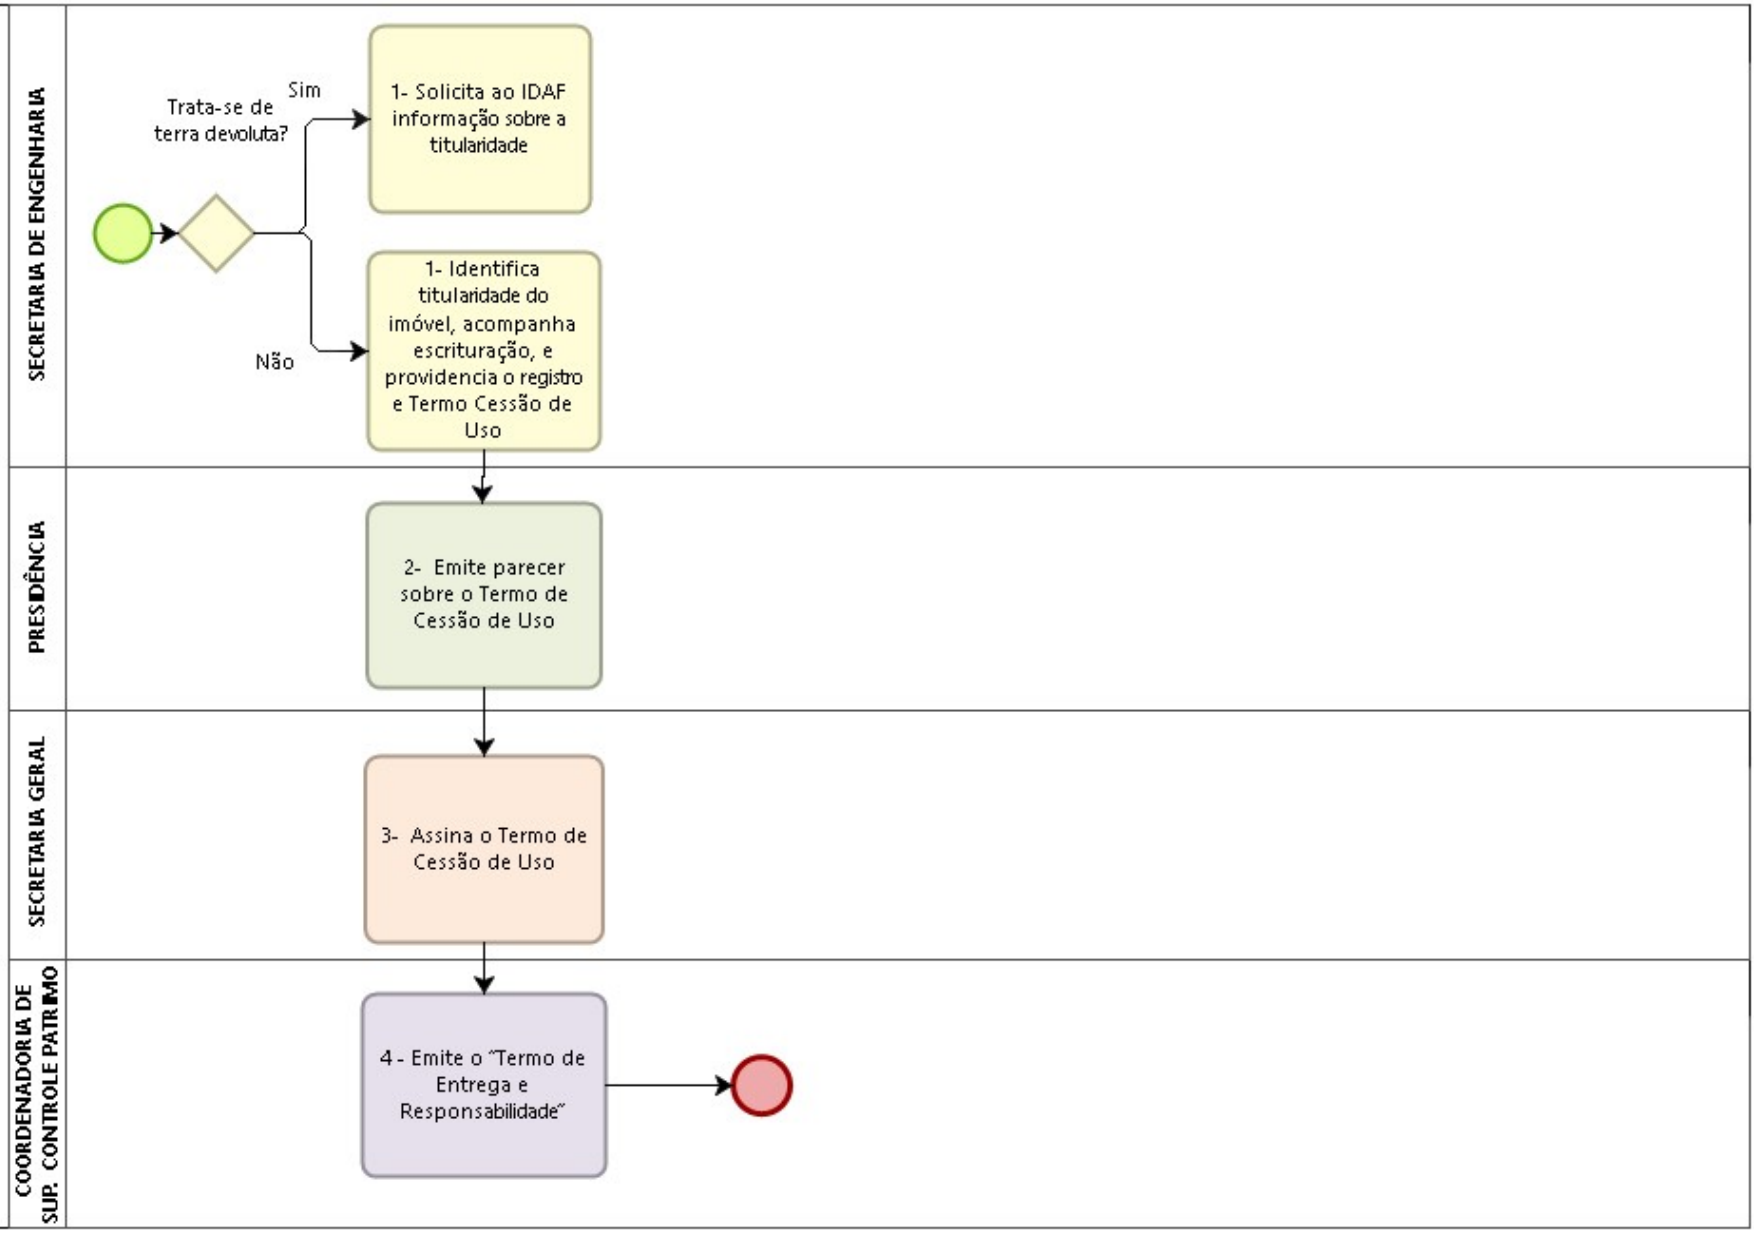 SECRETARIA DE ENGENHARIA
Trata-se de
terra devoluta?
Sim
1- Solicita ao IDAF
informação sobre a
titularidade
Não
1- Identifica
titularidade do
imóvel, acompanha
escrituração, e
providencia o registro
e Termo Cessão de
Uso
PRESIDÊNCIA
2- Emite parecer
sobre o Termo de
Cessão de Uso
SECRETARIA GERAL
3- Assina o Termo de
Cessão de Uso
COORDENADORIA DE
SUP. CONTROLE PATRIMO
4 - Emite o "Termo de
Entrega e
Responsabilidade"